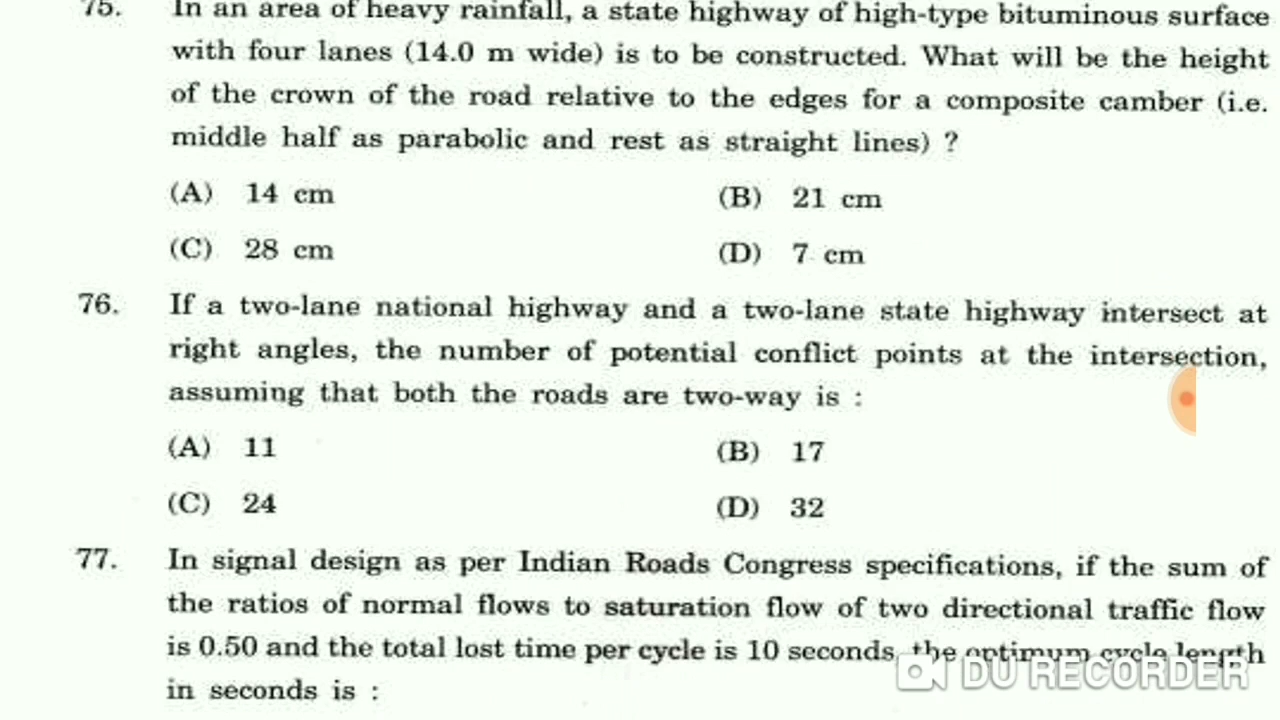 75. In an area of heavy rainfall, a state highway of high-type bituminous surface
with four lanes (14.0 m wide) is to be constructed. What will be the height
of the crown of the road relative to the edges for a composite camber (i.e.
middle half as parabolic and rest as straight lines) ?
(A) 14 cm (B) 21 cm
(C) 28 cm (D) 7 cm
76. If a two-lane national highway and a two-lane state highway intersect at
right angles, the number of potential conflict points at the intersection,
assuming that both the roads are two-way is :
(A) 11 (B) 17
(C) 24 (D) 32
77. In signal design as per Indian Roads Congress specifications, if the sum of
the ratios of normal flows to saturation flow of two directional traffic flow
is 0.50 and the total lost time per cycle is 10 seconds, the optimum cycle length
in seconds is :
DU RECORDER